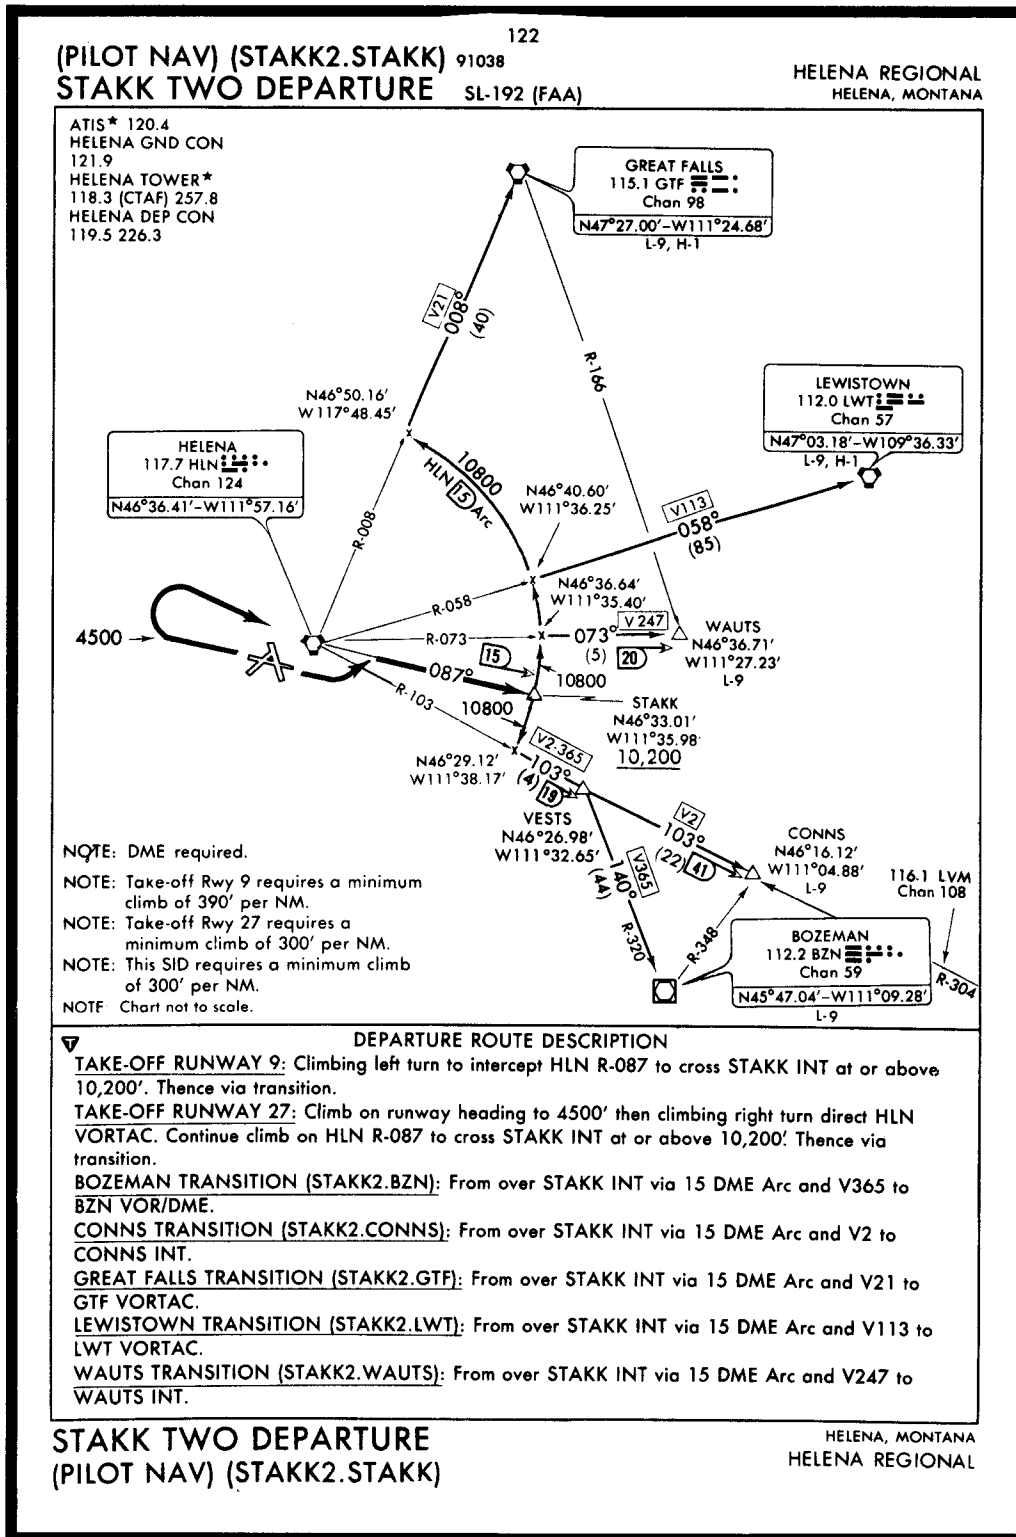 122
(PILOT NAV) (STAKK2.STAKK) 91038
STAKK TWO DEPARTURE SL-192 (FAA)
HELENA REGIONAL
HELENA, MONTANA
ATIS★ 120.4
HELENA GND CON
121.9
HELENA TOWER★
118.3 (CTAF) 257.8
HELENA DEP CON
119.5 226.3
GREAT FALLS
115.1 GTF
Chan 98
N47°27.00'-W111°24.68'
L-9, H-1
V21
008°
(40)
R-166
N46°50.16'
W117°48.45'
LEWISTOWN
112.0 LWT
Chan 57
N47°03.18'-W109°36.33'
L-9, H-1
HELENA
117.7 HLN
Chan 124
N46°36.41'-W111°57.16'
10800
HLN 15 Arc
N46°40.60'
W111°36.25'
V113
058°
(85)
R-008
R-058
N46°36.64'
W111°35.40'
4500
R-073
073°
V 247
(5)
20
WAUTS
N46°36.71'
W111°27.23'
L-9
15
087°
10800
R-103
10800
STAKK
N46°33.01'
W111°35.98'
10,200
N46°29.12'
W111°38.17'
V2-365
103°
(4)
19
VESTS
N46°26.98'
W111°32.65'
V2
103°
(22)
41
CONNS
N46°16.12'
W111°04.88'
L-9
116.1 LVM
Chan 108
V365
140°
(44)
R-320
R-348
R-304
BOZEMAN
112.2 BZN
Chan 59
N45°47.04'-W111°09.28'
L-9
NOTE: DME required.
NOTE: Take-off Rwy 9 requires a minimum
climb of 390' per NM.
NOTE: Take-off Rwy 27 requires a
minimum climb of 300' per NM.
NOTE: This SID requires a minimum climb
of 300' per NM.
NOTE Chart not to scale.
T
DEPARTURE ROUTE DESCRIPTION
TAKE-OFF RUNWAY 9: Climbing left turn to intercept HLN R-087 to cross STAKK INT at or above
10,200'. Thence via transition.
TAKE-OFF RUNWAY 27: Climb on runway heading to 4500' then climbing right turn direct HLN
VORTAC. Continue climb on HLN R-087 to cross STAKK INT at or above 10,200'. Thence via
transition.
BOZEMAN TRANSITION (STAKK2.BZN): From over STAKK INT via 15 DME Arc and V365 to
BZN VOR/DME.
CONNS TRANSITION (STAKK2.CONNS): From over STAKK INT via 15 DME Arc and V2 to
CONNS INT.
GREAT FALLS TRANSITION (STAKK2.GTF): From over STAKK INT via 15 DME Arc and V21 to
GTF VORTAC.
LEWISTOWN TRANSITION (STAKK2.LWT): From over STAKK INT via 15 DME Arc and V113 to
LWT VORTAC.
WAUTS TRANSITION (STAKK2.WAUTS): From over STAKK INT via 15 DME Arc and V247 to
WAUTS INT.
STAKK TWO DEPARTURE
(PILOT NAV) (STAKK2.STAKK)
HELENA, MONTANA
HELENA REGIONAL